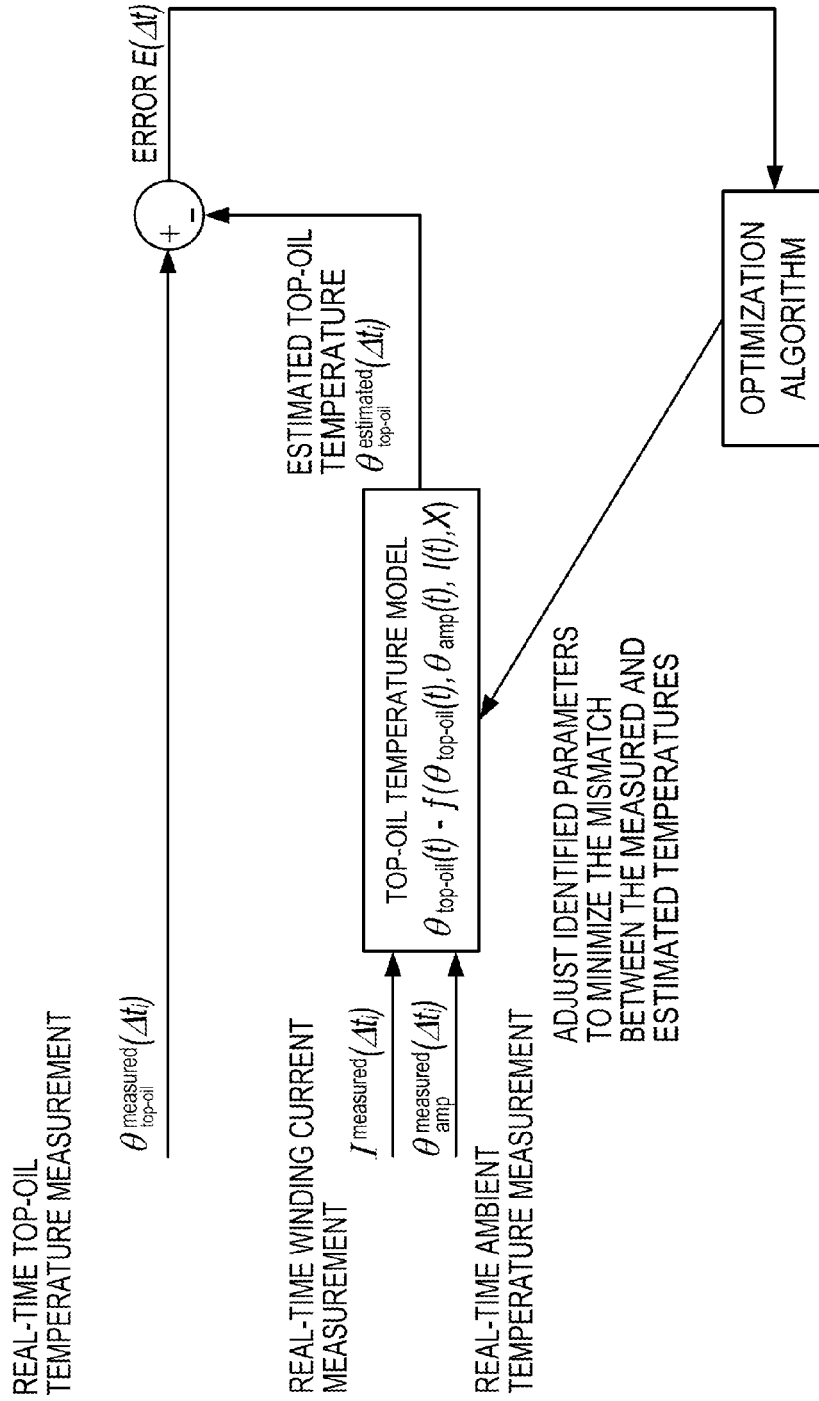 REAL-TIME TOP-OIL
TEMPERATURE MEASUREMENT
θ measured top-oil (Δti)
ERROR E(Δt)
+ -
REAL-TIME WINDING CURRENT
MEASUREMENT
I measured (Δti)
θ measured amp (Δti)
REAL-TIME AMBIENT
TEMPERATURE MEASUREMENT
TOP-OIL TEMPERATURE MODEL
θ top-oil(t) - f(θ top-oil(t), θ amp(t), I(t), X)
ESTIMATED TOP-OIL
TEMPERATURE
θ estimated top-oil (Δti)
ADJUST IDENTIFIED PARAMETERS
TO MINIMIZE THE MISMATCH
BETWEEN THE MEASURED AND
ESTIMATED TEMPERATURES
OPTIMIZATION
ALGORITHM